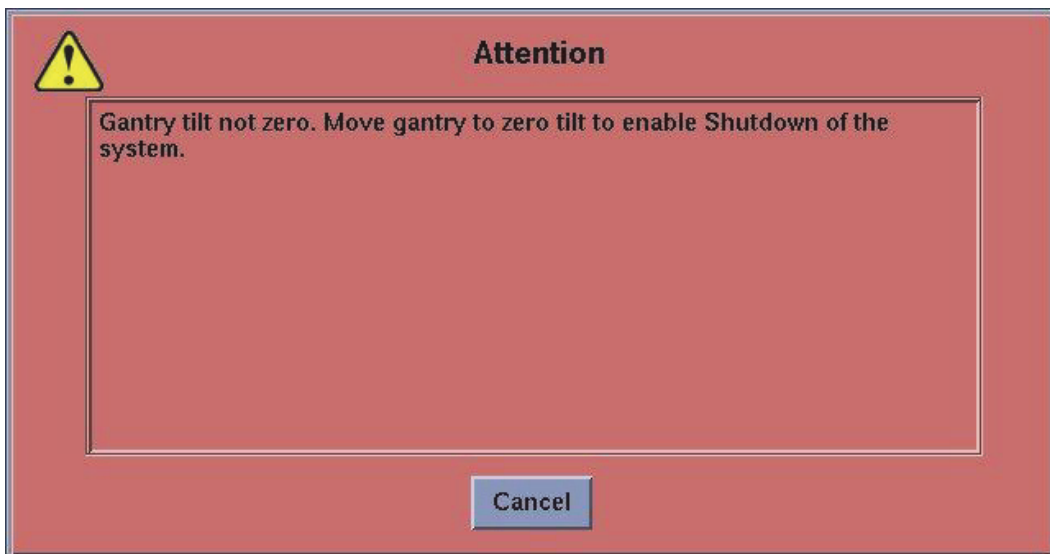 Attention
Gantry tilt not zero. Move gantry to zero tilt to enable Shutdown of the
system.
Cancel